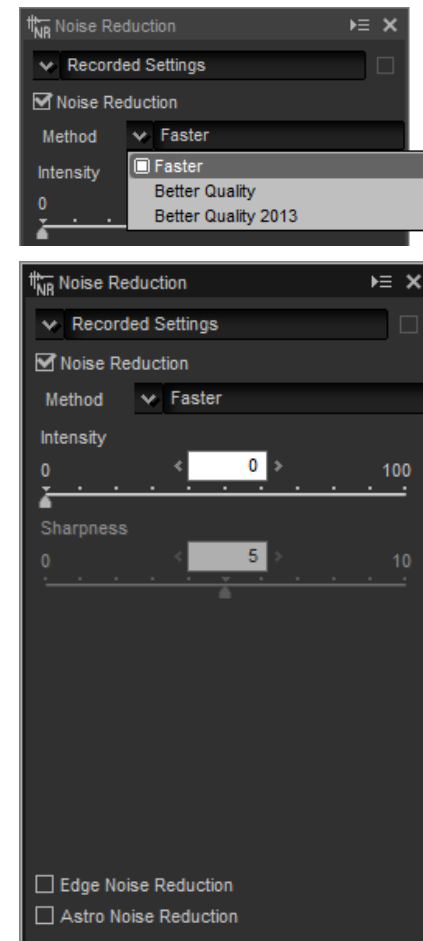 NR Noise Reduction
Recorded Settings
Noise Reduction
Method Faster
Intensity
Faster
Better Quality
Better Quality 2013
0
NR Noise Reduction
Recorded Settings
Noise Reduction
Method Faster
Intensity
0 0 100
Sharpness
0 5 10
Edge Noise Reduction
Astro Noise Reduction